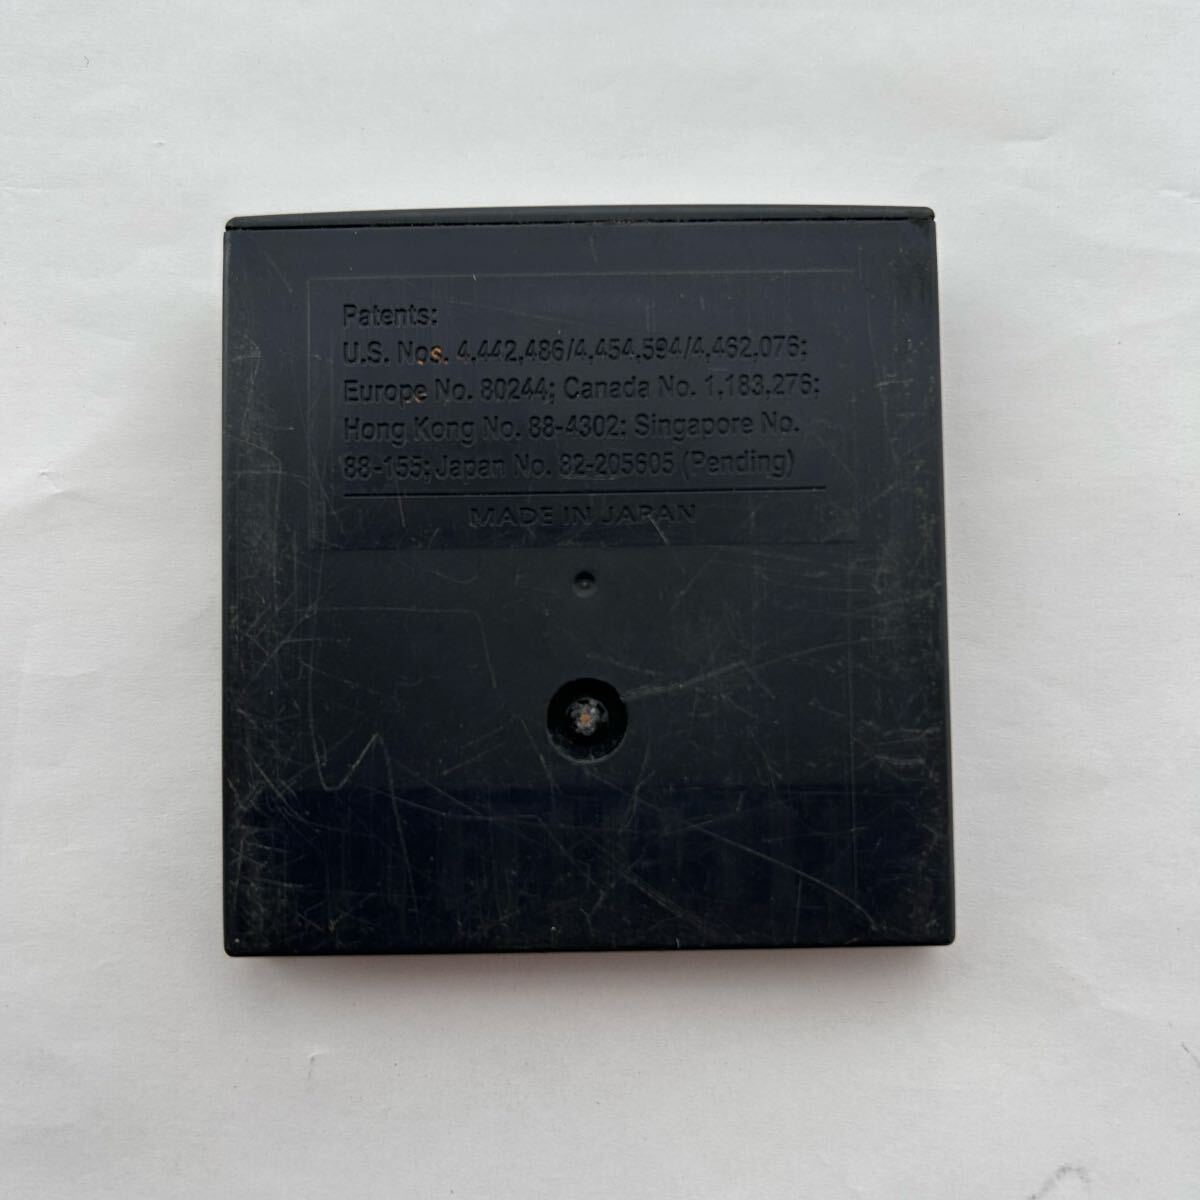 Patents:
U.S. Nos. 4,442,486/4,454,594/4,462,076;
Europe No. 80244; Canada No. 1,183,276;
Hong Kong No. 88-4302; Singapore No.
88-155; Japan No. 82-205605 (Pending)
MADE IN JAPAN